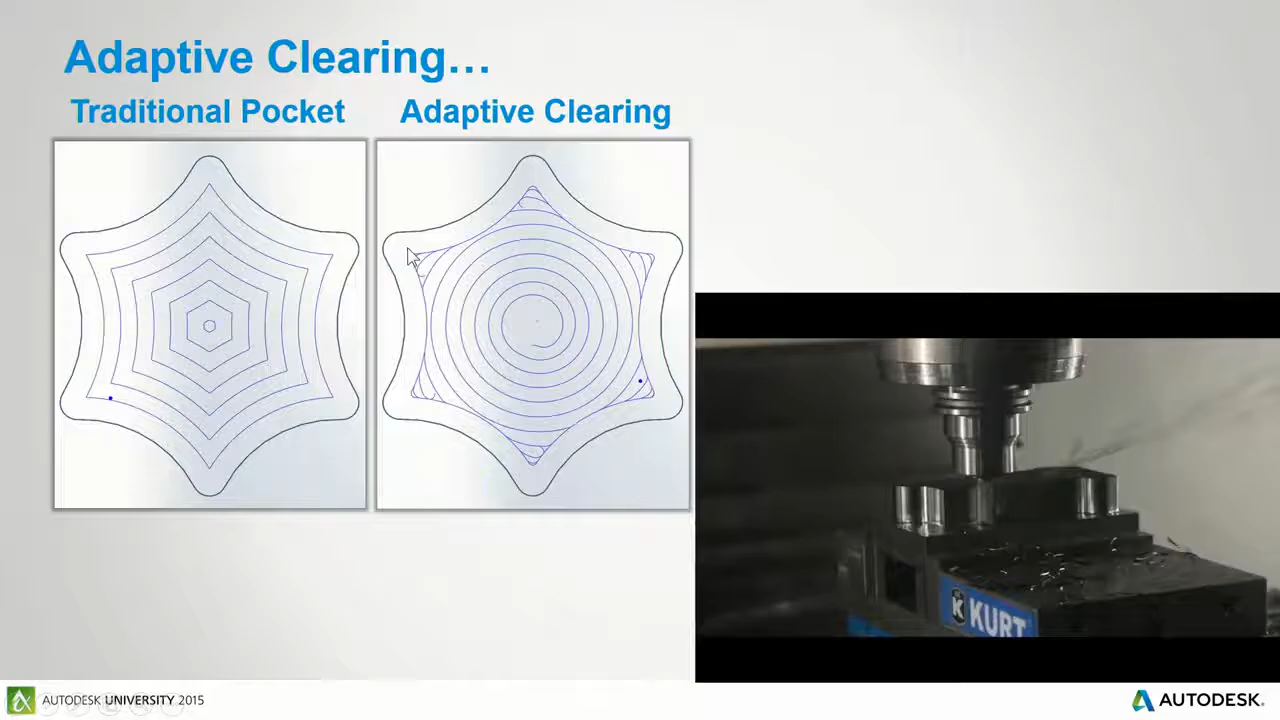 Adaptive Clearing…
Traditional Pocket
Adaptive Clearing
K KURT
AUTODESK UNIVERSITY 2015
AUTODESK.